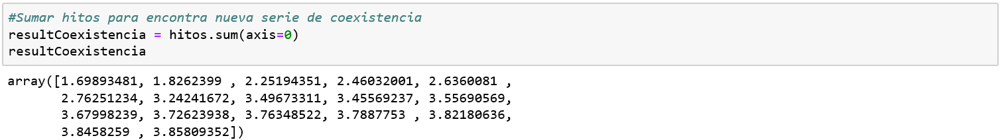 #Sumar hitos para encontra nueva serie de coexistencia
resultCoexistencia = hitos.sum(axis=0)
resultCoexistencia
array([1.69893481, 1.8262399 , 2.25194351, 2.46032001, 2.6360081 ,
       2.76251234, 3.24241672, 3.49673311, 3.45569237, 3.55690569,
       3.67998239, 3.72623938, 3.76348522, 3.7887753 , 3.82180636,
       3.8458259 , 3.85809352])